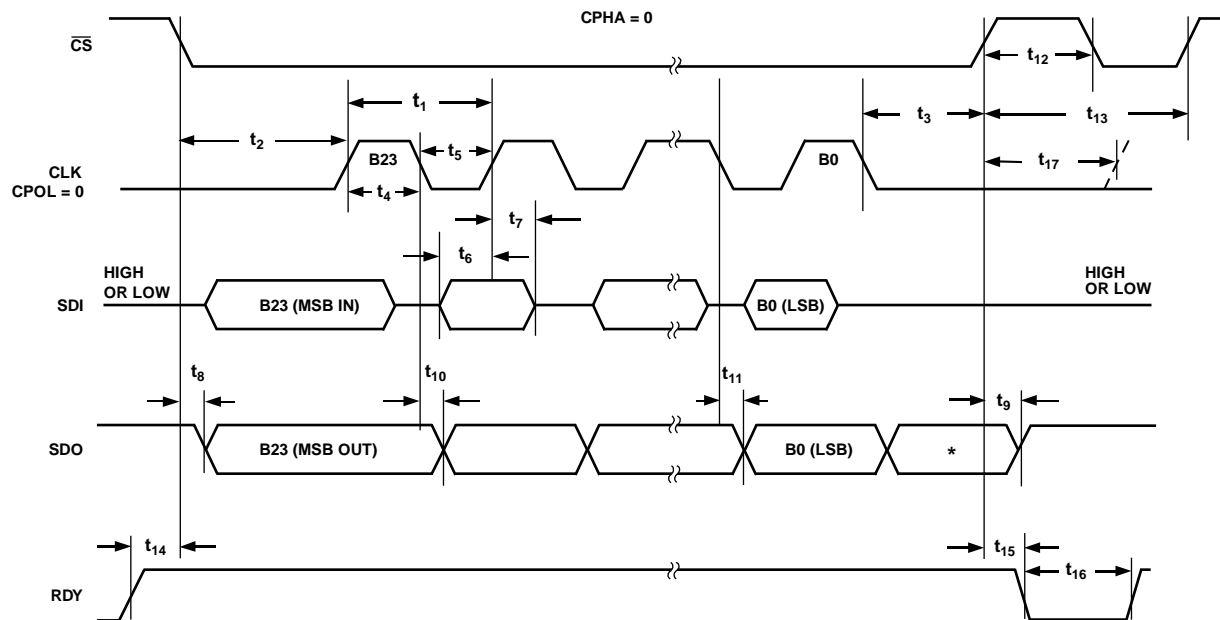 CPHA = 0
CS
t12
t1
t3
t13
t2
B23
t5
B0
t17
CLK
CPOL = 0
t4
t7
t6
HIGH
OR LOW
HIGH
OR LOW
SDI
B23 (MSB IN)
B0 (LSB)
t8
t10
t11
t9
SDO
B23 (MSB OUT)
B0 (LSB)
*
t14
t15
t16
RDY